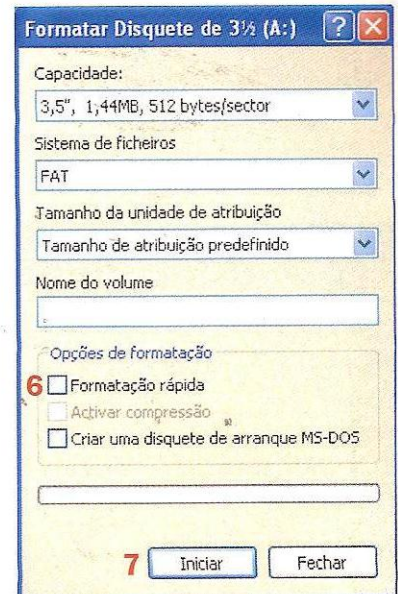 Formatar Disquete de 3½ (A:)
Capacidade:
3,5", 1,44MB, 512 bytes/sector
Sistema de ficheiros
FAT
Tamanho da unidade de atribuição
Tamanho de atribuição predefinido
Nome do volume
Opções de formatação
6 Formatação rápida
Activar compressão
Criar uma disquete de arranque MS-DOS
7 Iniciar Fechar